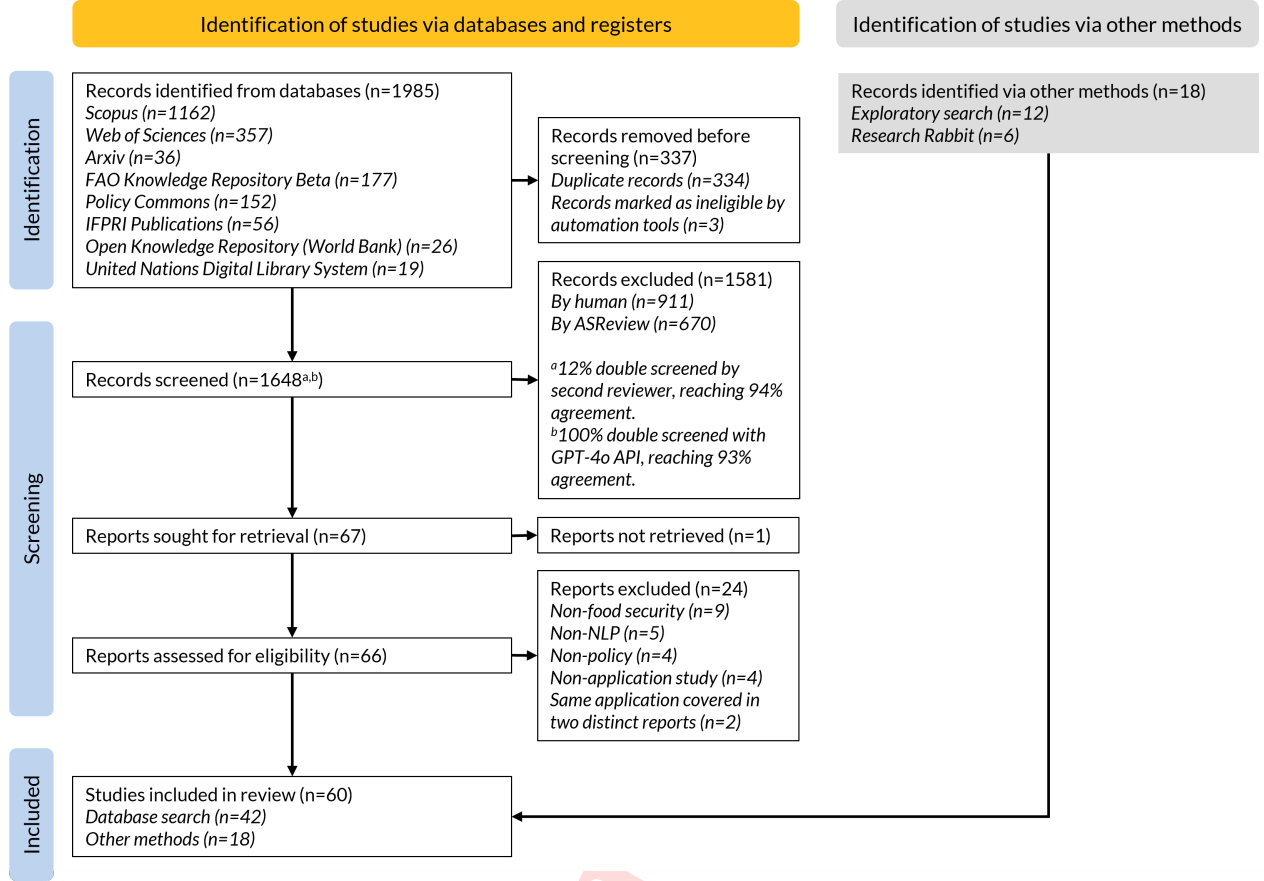 Identification of studies via databases and registers
Identification of studies via other methods
Identification
Records identified from databases (n=1985)
Scopus (n=1162)
Web of Sciences (n=357)
Arxiv (n=36)
FAO Knowledge Repository Beta (n=177)
Policy Commons (n=152)
IFPRI Publications (n=56)
Open Knowledge Repository (World Bank) (n=26)
United Nations Digital Library System (n=19)
Records removed before
screening (n=337)
Duplicate records (n=334)
Records marked as ineligible by
automation tools (n=3)
Records identified via other methods (n=18)
Exploratory search (n=12)
Research Rabbit (n=6)
Screening
Records screened (n=1648a,b)
Records excluded (n=1581)
By human (n=911)
By ASReview (n=670)
a12% double screened by
second reviewer, reaching 94%
agreement.
b100% double screened with
GPT-4o API, reaching 93%
agreement.
Reports sought for retrieval (n=67)
Reports not retrieved (n=1)
Reports assessed for eligibility (n=66)
Reports excluded (n=24)
Non-food security (n=9)
Non-NLP (n=5)
Non-policy (n=4)
Non-application study (n=4)
Same application covered in
two distinct reports (n=2)
Included
Studies included in review (n=60)
Database search (n=42)
Other methods (n=18)